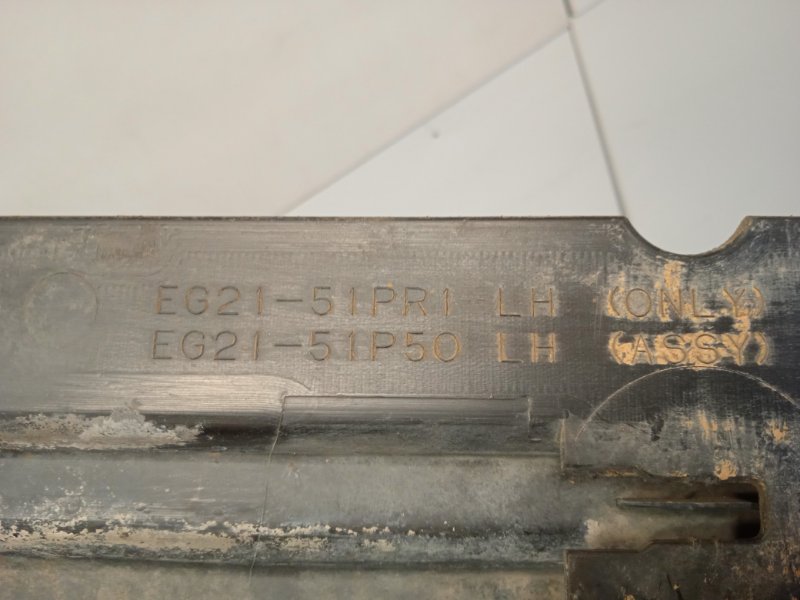 EG21-51PR1 LH (ONLY)
EG21-51P50 LH (ASSY)